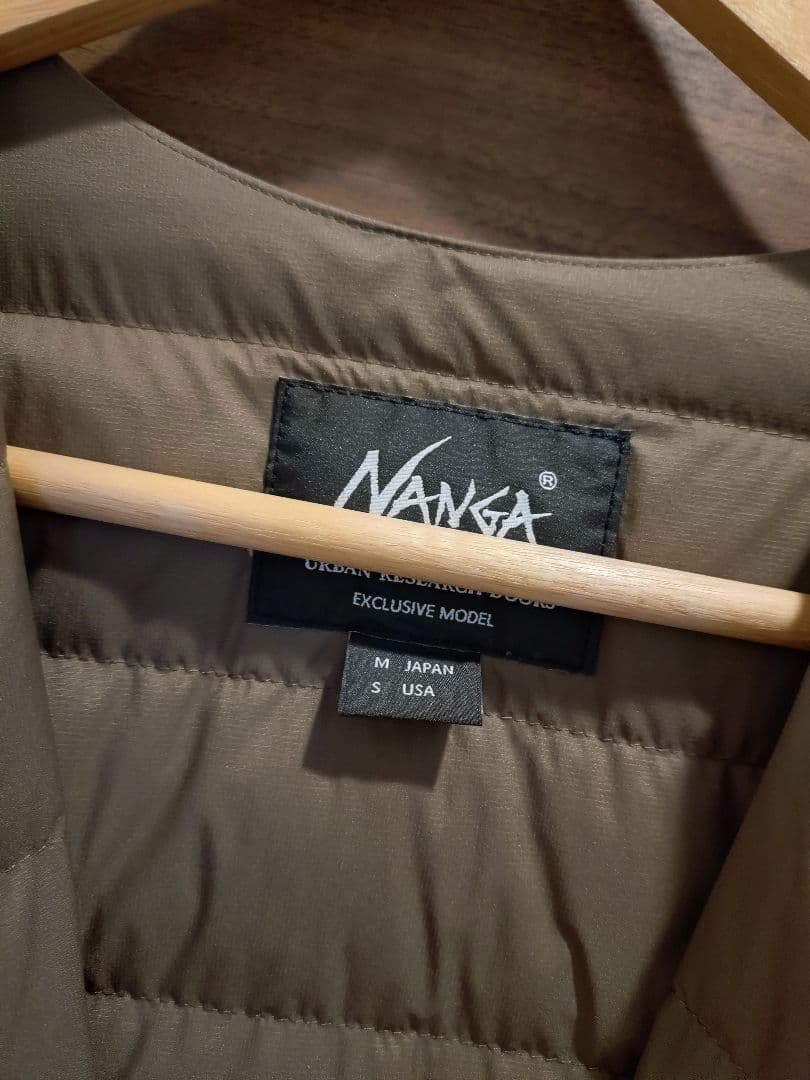 NANGA®
URBAN RESEARCH DOORS
EXCLUSIVE MODEL
M JAPAN
S USA